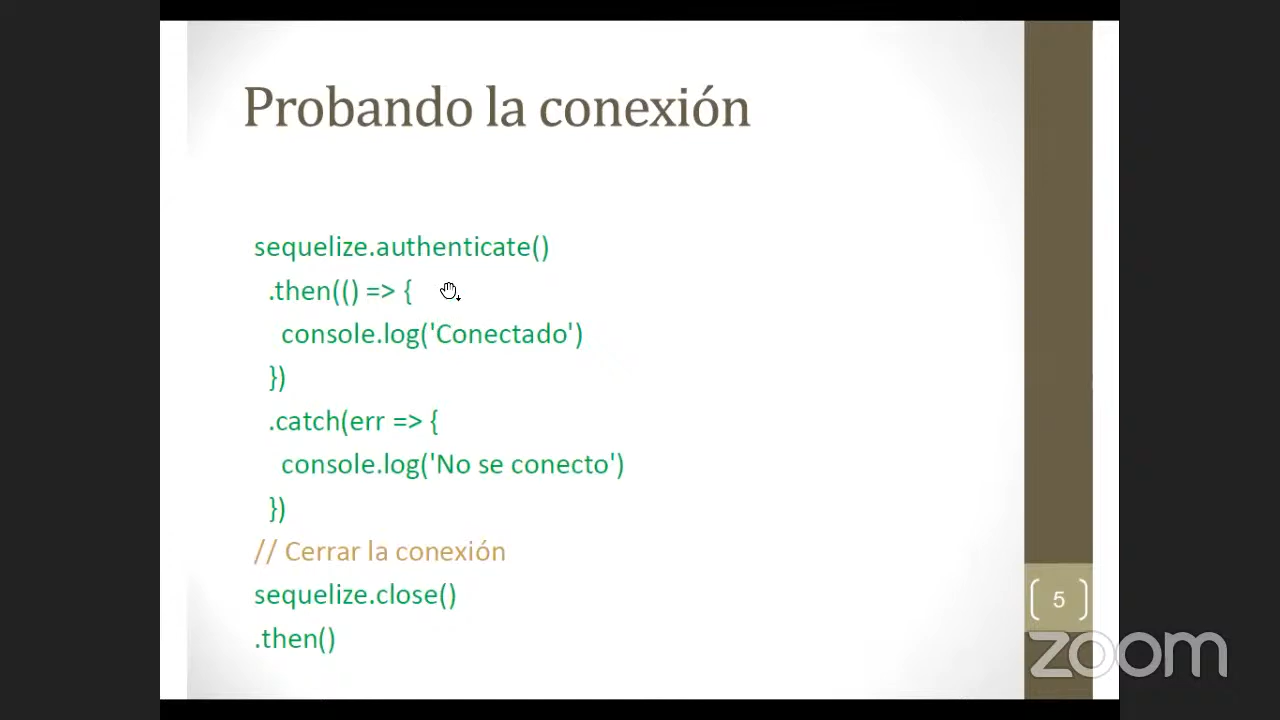 Probando la conexión
sequelize.authenticate()
.then(() => {
console.log('Conectado')
})
.catch(err => {
console.log('No se conecto')
})
// Cerrar la conexión
sequelize.close()
.then()
5
zoom